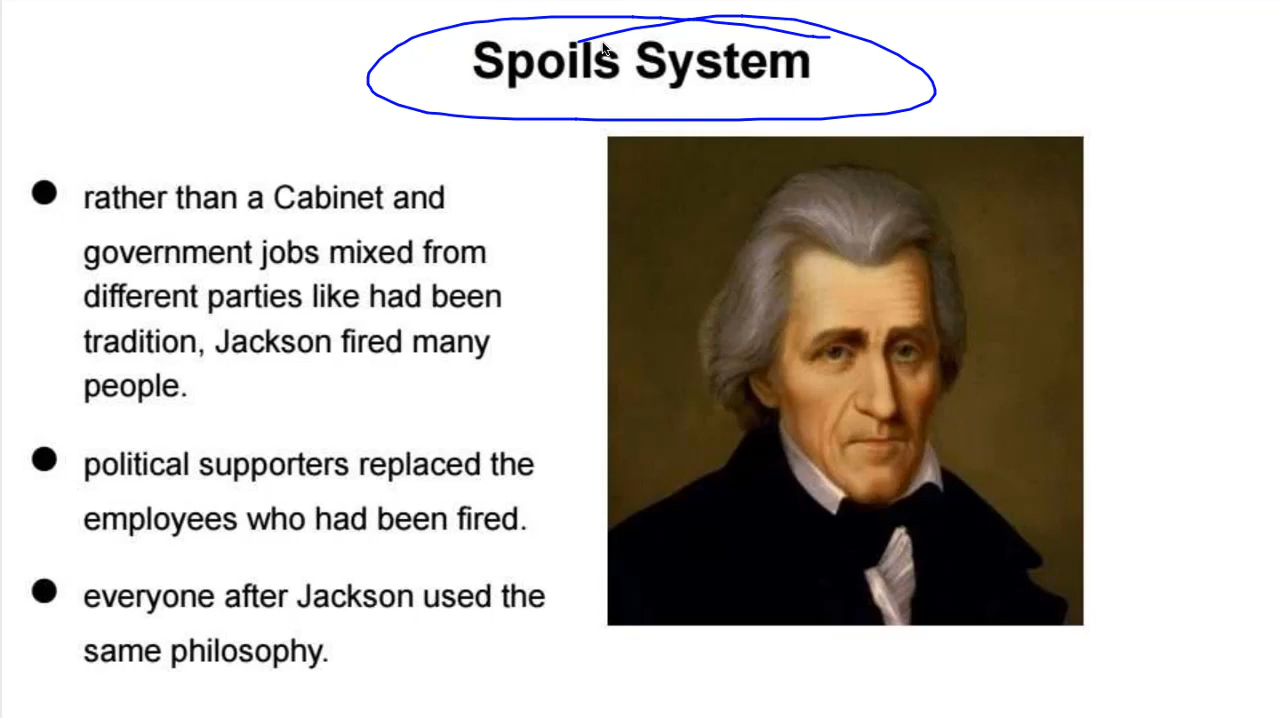 Spoils System
● rather than a Cabinet and
government jobs mixed from
different parties like had been
tradition, Jackson fired many
people.
● political supporters replaced the
employees who had been fired.
● everyone after Jackson used the
same philosophy.